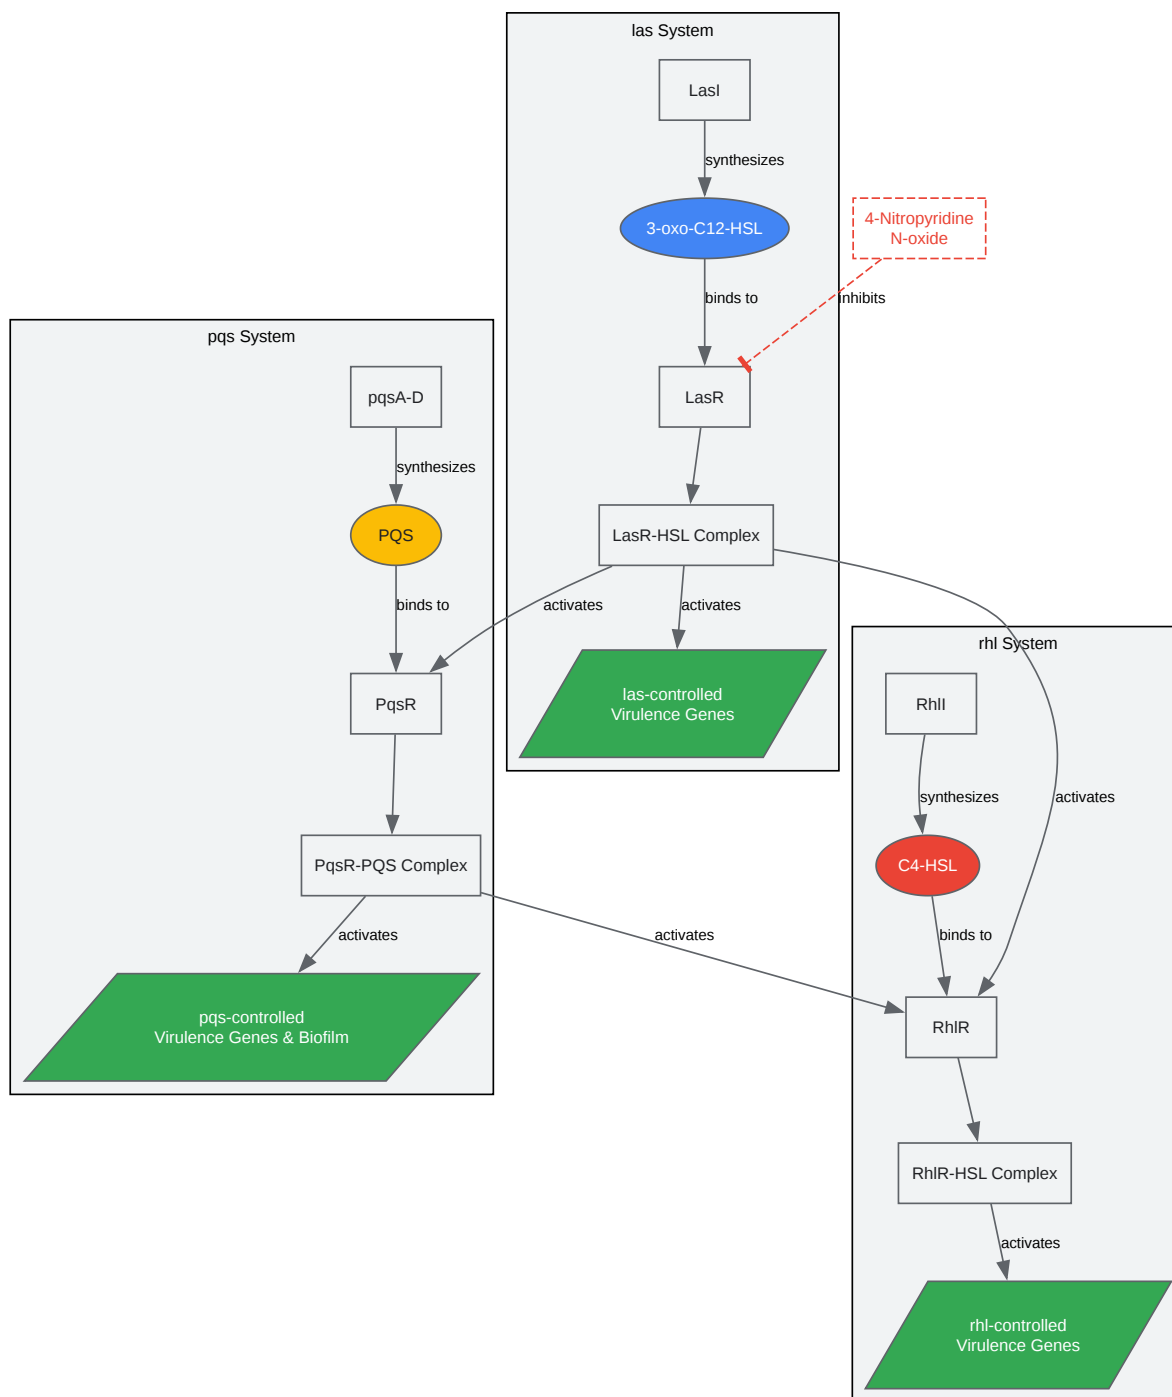 las System
LasI
synthesizes
3-oxo-C12-HSL
4-Nitropyridine
N-oxide
binds to
inhibits
LasR
LasR-HSL Complex
activates
activates
las-controlled
Virulence Genes
pqs System
pqsA-D
synthesizes
PQS
binds to
PqsR
PqsR-PQS Complex
activates
activates
pqs-controlled
Virulence Genes & Biofilm
rhl System
RhlI
synthesizes
activates
C4-HSL
binds to
RhlR
RhlR-HSL Complex
activates
rhl-controlled
Virulence Genes